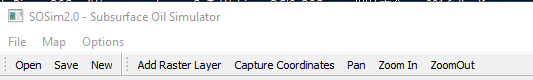 SOSim2.0 - Subsurface Oil Simulator
File Map Options
Open Save New Add Raster Layer Capture Coordinates Pan Zoom In ZoomOut